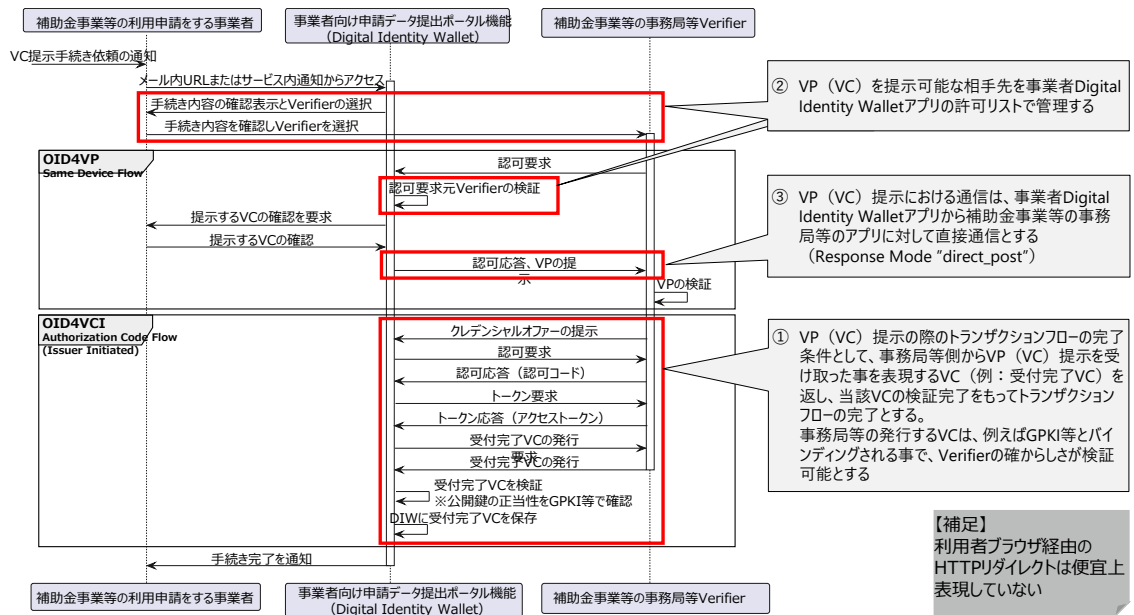 補助金事業等の利用申請をする事業者
事業者向け申請データ提出ポータル機能
（Digital Identity Wallet）
補助金事業等の事務局等Verifier
VC提示手続き依頼の通知
メール内URLまたはサービス内通知からアクセス
手続き内容の確認表示とVerifierの選択
手続き内容を確認しVerifierを選択
OID4VP
Same Device Flow
認可要求
認可要求元Verifierの検証
提示するVCの確認を要求
提示するVCの確認
認可応答、VPの提
示
VPの検証
OID4VCI
Authorization Code Flow
(Issuer Initiated)
クレデンシャルオファーの提示
認可要求
認可応答（認可コード）
トークン要求
トークン応答（アクセストークン）
受付完了VCの発行
要求
受付完了VCの発行
受付完了VCを検証
※公開鍵の正当性をGPKI等で確認
DIWに受付完了VCを保存
手続き完了を通知
補助金事業等の利用申請をする事業者
事業者向け申請データ提出ポータル機能
（Digital Identity Wallet）
補助金事業等の事務局等Verifier
② VP（VC）を提示可能な相手先を事業者Digital
Identity Walletアプリの許可リストで管理する
③ VP（VC）提示における通信は、事業者Digital
Identity Walletアプリから補助金事業等の事務
局等のアプリに対して直接通信とする
（Response Mode “direct_post”）
① VP（VC）提示の際のトランザクションフローの完了
条件として、事務局等側からVP（VC）提示を受
け取った事を表現するVC（例：受付完了VC）を
返し、当該VCの検証完了をもってトランザクション
フローの完了とする。
事務局等の発行するVCは、例えばGPKI等とバイ
ンディングされる事で、Verifierの確からしさが検証
可能とする
【補足】
利用者ブラウザ経由の
HTTPリダイレクトは便宜上
表現していない